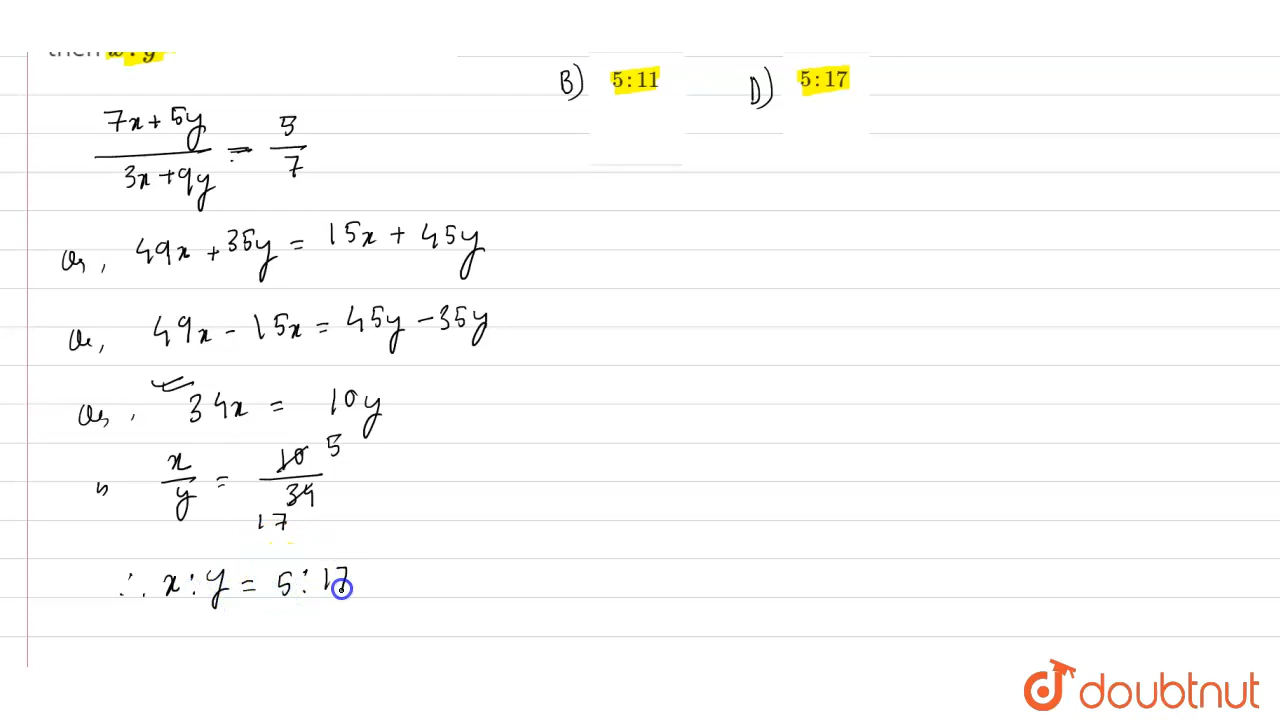 then x : y
B) 5 : 11 D) 5 : 17
7x + 5y / 3x + 9y = 5 / 7
Or, 49x + 35y = 15x + 45y
Or, 49x - 15x = 45y - 35y
Or, 34x = 10y
x / y = 10 5 / 34 17
∴ x : y = 5 : 17
doubtnut